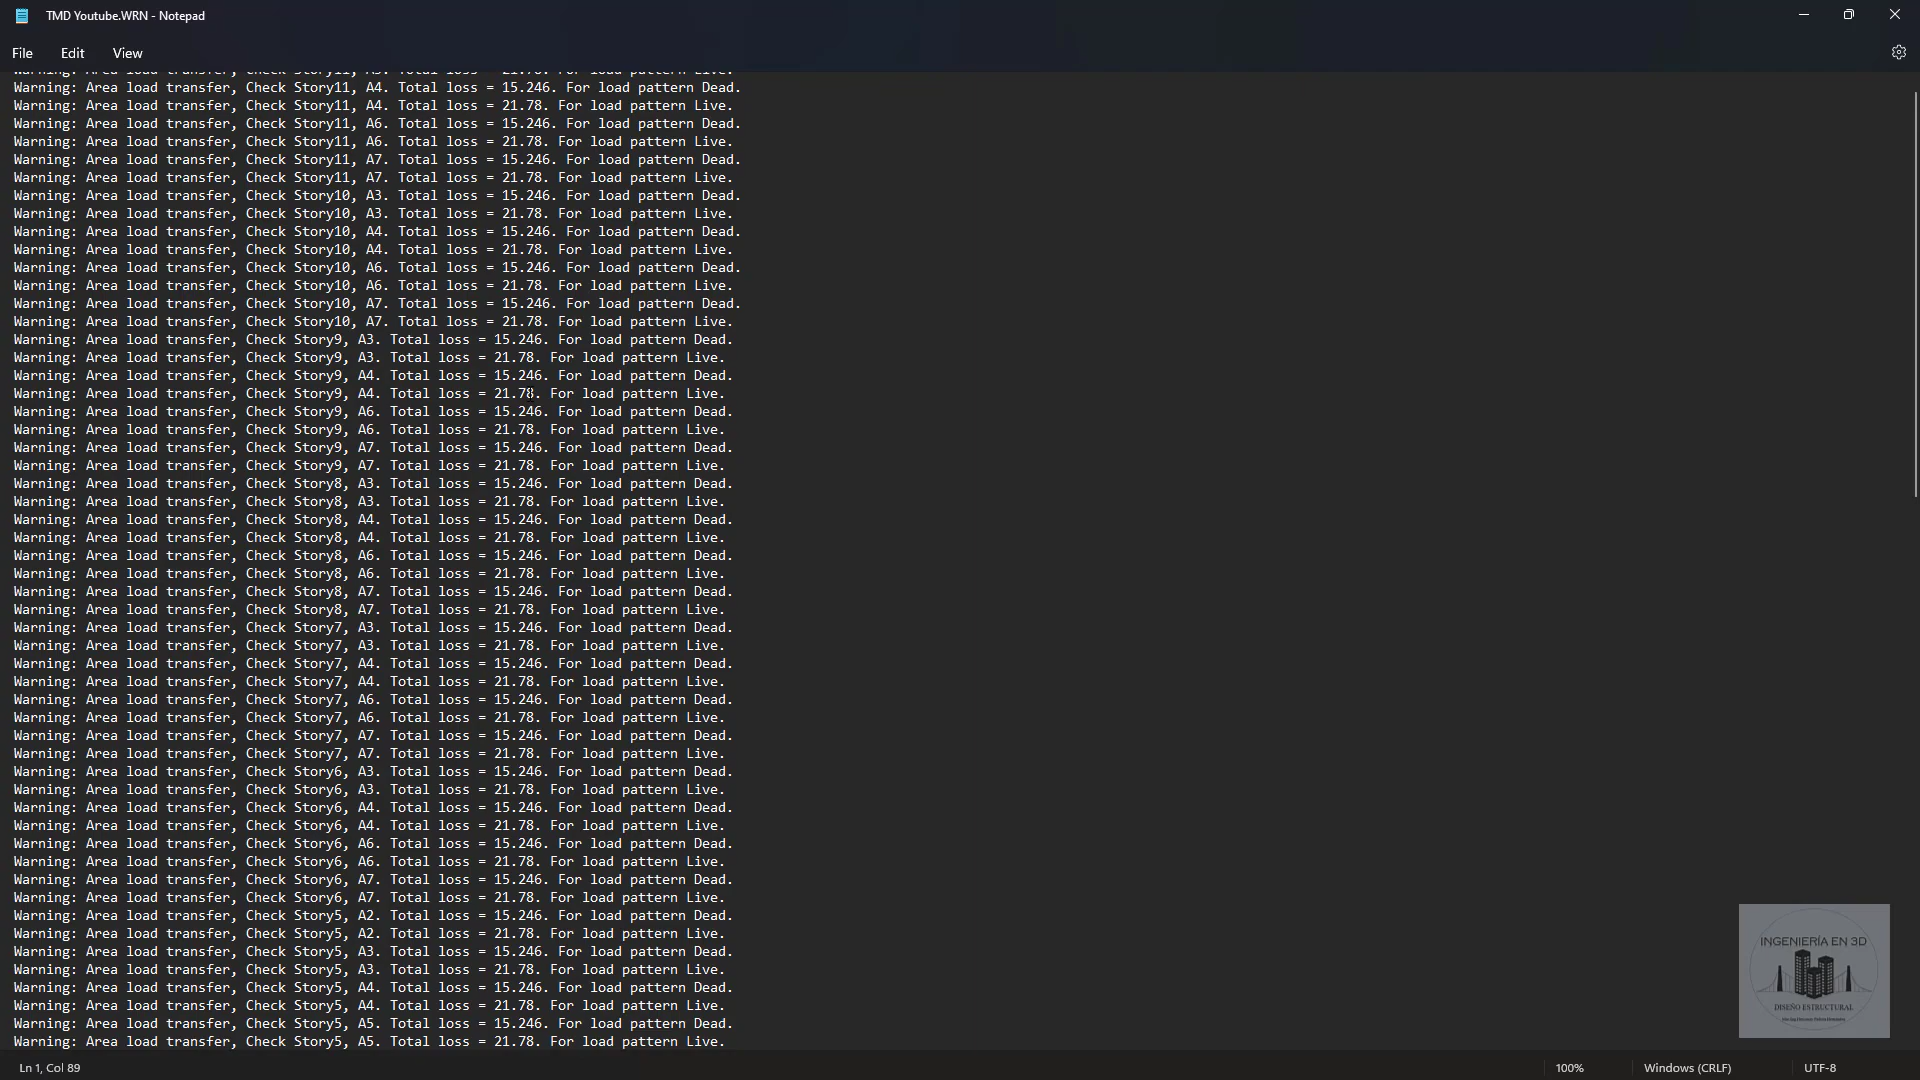 TMD Youtube.WRN - Notepad
File Edit View
Warning: Area load transfer, Check Story11, A3. Total loss = 21.78. For load pattern Live.
Warning: Area load transfer, Check Story11, A4. Total loss = 15.246. For load pattern Dead.
Warning: Area load transfer, Check Story11, A4. Total loss = 21.78. For load pattern Live.
Warning: Area load transfer, Check Story11, A6. Total loss = 15.246. For load pattern Dead.
Warning: Area load transfer, Check Story11, A6. Total loss = 21.78. For load pattern Live.
Warning: Area load transfer, Check Story11, A7. Total loss = 15.246. For load pattern Dead.
Warning: Area load transfer, Check Story11, A7. Total loss = 21.78. For load pattern Live.
Warning: Area load transfer, Check Story10, A3. Total loss = 15.246. For load pattern Dead.
Warning: Area load transfer, Check Story10, A3. Total loss = 21.78. For load pattern Live.
Warning: Area load transfer, Check Story10, A4. Total loss = 15.246. For load pattern Dead.
Warning: Area load transfer, Check Story10, A4. Total loss = 21.78. For load pattern Live.
Warning: Area load transfer, Check Story10, A6. Total loss = 15.246. For load pattern Dead.
Warning: Area load transfer, Check Story10, A6. Total loss = 21.78. For load pattern Live.
Warning: Area load transfer, Check Story10, A7. Total loss = 15.246. For load pattern Dead.
Warning: Area load transfer, Check Story10, A7. Total loss = 21.78. For load pattern Live.
Warning: Area load transfer, Check Story9, A3. Total loss = 15.246. For load pattern Dead.
Warning: Area load transfer, Check Story9, A3. Total loss = 21.78. For load pattern Live.
Warning: Area load transfer, Check Story9, A4. Total loss = 15.246. For load pattern Dead.
Warning: Area load transfer, Check Story9, A4. Total loss = 21.78. For load pattern Live.
Warning: Area load transfer, Check Story9, A6. Total loss = 15.246. For load pattern Dead.
Warning: Area load transfer, Check Story9, A6. Total loss = 21.78. For load pattern Live.
Warning: Area load transfer, Check Story9, A7. Total loss = 15.246. For load pattern Dead.
Warning: Area load transfer, Check Story9, A7. Total loss = 21.78. For load pattern Live.
Warning: Area load transfer, Check Story8, A3. Total loss = 15.246. For load pattern Dead.
Warning: Area load transfer, Check Story8, A3. Total loss = 21.78. For load pattern Live.
Warning: Area load transfer, Check Story8, A4. Total loss = 15.246. For load pattern Dead.
Warning: Area load transfer, Check Story8, A4. Total loss = 21.78. For load pattern Live.
Warning: Area load transfer, Check Story8, A6. Total loss = 15.246. For load pattern Dead.
Warning: Area load transfer, Check Story8, A6. Total loss = 21.78. For load pattern Live.
Warning: Area load transfer, Check Story8, A7. Total loss = 15.246. For load pattern Dead.
Warning: Area load transfer, Check Story8, A7. Total loss = 21.78. For load pattern Live.
Warning: Area load transfer, Check Story7, A3. Total loss = 15.246. For load pattern Dead.
Warning: Area load transfer, Check Story7, A3. Total loss = 21.78. For load pattern Live.
Warning: Area load transfer, Check Story7, A4. Total loss = 15.246. For load pattern Dead.
Warning: Area load transfer, Check Story7, A4. Total loss = 21.78. For load pattern Live.
Warning: Area load transfer, Check Story7, A6. Total loss = 15.246. For load pattern Dead.
Warning: Area load transfer, Check Story7, A6. Total loss = 21.78. For load pattern Live.
Warning: Area load transfer, Check Story7, A7. Total loss = 15.246. For load pattern Dead.
Warning: Area load transfer, Check Story7, A7. Total loss = 21.78. For load pattern Live.
Warning: Area load transfer, Check Story6, A3. Total loss = 15.246. For load pattern Dead.
Warning: Area load transfer, Check Story6, A3. Total loss = 21.78. For load pattern Live.
Warning: Area load transfer, Check Story6, A4. Total loss = 15.246. For load pattern Dead.
Warning: Area load transfer, Check Story6, A4. Total loss = 21.78. For load pattern Live.
Warning: Area load transfer, Check Story6, A6. Total loss = 15.246. For load pattern Dead.
Warning: Area load transfer, Check Story6, A6. Total loss = 21.78. For load pattern Live.
Warning: Area load transfer, Check Story6, A7. Total loss = 15.246. For load pattern Dead.
Warning: Area load transfer, Check Story6, A7. Total loss = 21.78. For load pattern Live.
Warning: Area load transfer, Check Story5, A2. Total loss = 15.246. For load pattern Dead.
Warning: Area load transfer, Check Story5, A2. Total loss = 21.78. For load pattern Live.
Warning: Area load transfer, Check Story5, A3. Total loss = 15.246. For load pattern Dead.
Warning: Area load transfer, Check Story5, A3. Total loss = 21.78. For load pattern Live.
Warning: Area load transfer, Check Story5, A4. Total loss = 15.246. For load pattern Dead.
Warning: Area load transfer, Check Story5, A4. Total loss = 21.78. For load pattern Live.
Warning: Area load transfer, Check Story5, A5. Total loss = 15.246. For load pattern Dead.
Warning: Area load transfer, Check Story5, A5. Total loss = 21.78. For load pattern Live.
INGENIERÍA EN 3D
DISEÑO ESTRUCTURAL
Ln 1, Col 89 100% Windows (CRLF) UTF-8